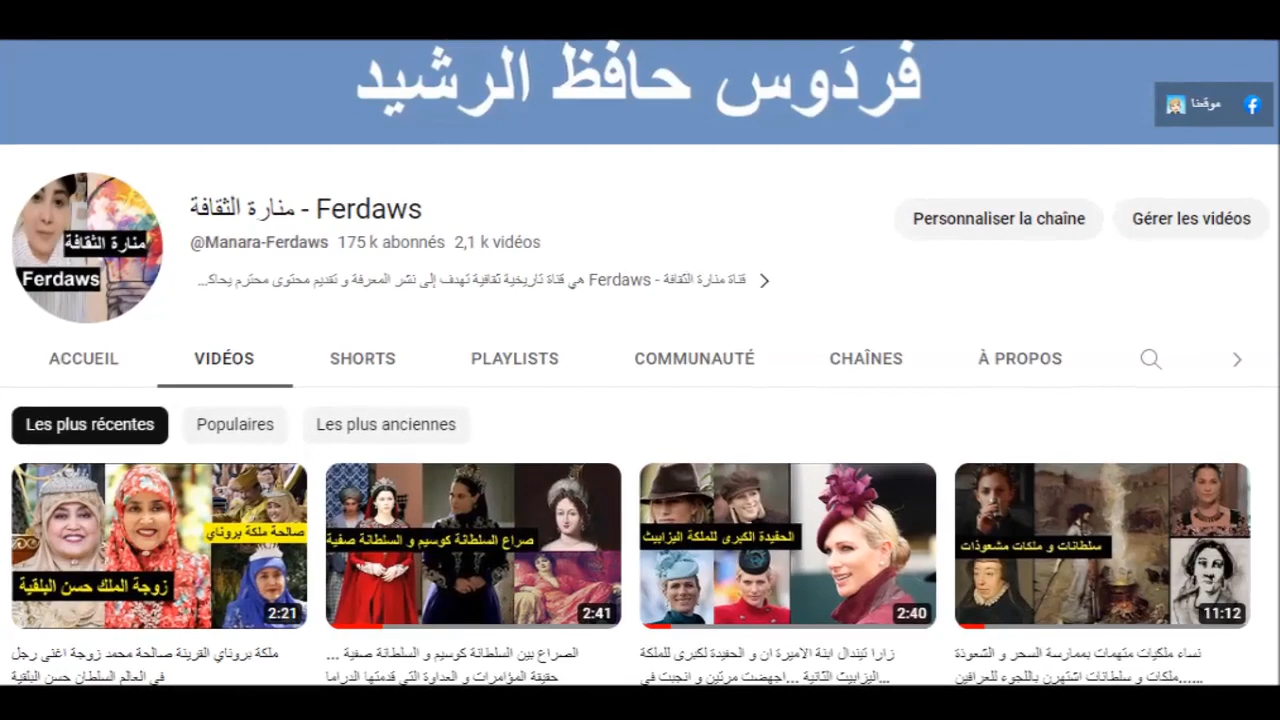 فردَوس حافظ الرشيد
موقعنا
منارة الثقافة - Ferdaws
@Manara-Ferdaws 175 k abonnés 2,1 k vidéos
قناة منارة الثقافة - Ferdaws هي قناة تاريخية ثقافية تهدف إلى نشر المعرفة و تقديم محتوى محترم يحاك...
Personnaliser la chaîne
Gérer les vidéos
منارة الثقافة
Ferdaws
ACCUEIL VIDÉOS SHORTS PLAYLISTS COMMUNAUTÉ CHAÎNES À PROPOS
Les plus récentes Populaires Les plus anciennes
صالحة ملكة بروناي
زوجة الملك حسن البلقية
2:21
ملكة بروناي القرينة صالحة محمد زوجة اغنى رجل
في العالم السلطان حسن البلقية
صراع السلطانة كوسيم و السلطانة صفية
2:41
الصراع بين السلطانة كوسيم و السلطانة صفية ...
حقيقة المؤامرات و العداوة التي قدمتها الدراما
الحفيدة الكبرى للملكة اليزابيث
2:40
زارا تيندال ابنة الاميرة ان و الحفيدة لكبرى للملكة
اليزابيث الثانية ...اجهضت مرتين و انجبت في...
سلطانات و ملكات مشعوذات
11:12
نساء ملكيات متهمات بممارسة السحر و الشعوذة
......ملكات و سلطانات اشتهرن باللجوء للعرافين